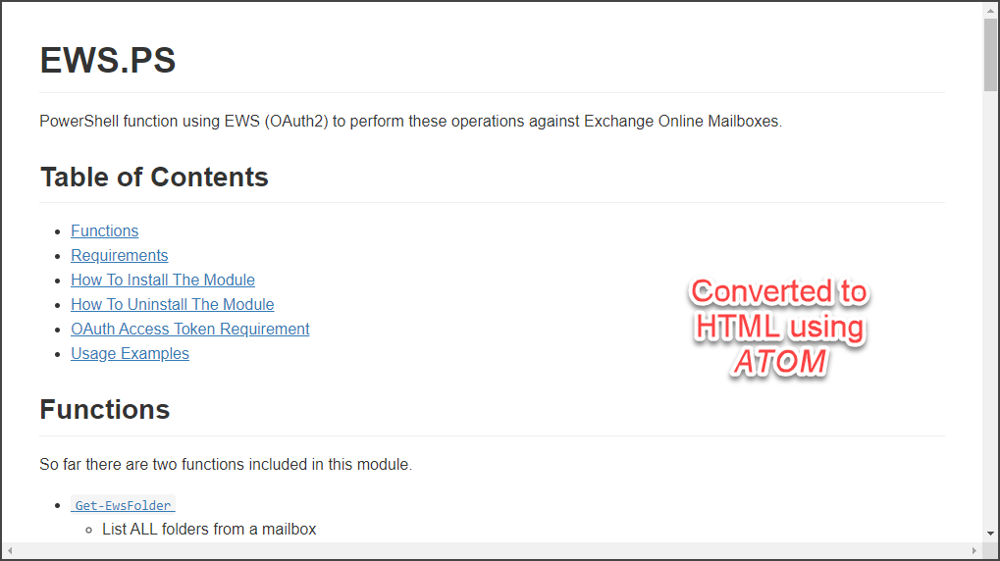 EWS.PS
PowerShell function using EWS (OAuth2) to perform these operations against Exchange Online Mailboxes.
Table of Contents
Functions
Requirements
How To Install The Module
How To Uninstall The Module
OAuth Access Token Requirement
Usage Examples
Converted to
HTML using
ATOM
Functions
So far there are two functions included in this module.
Get-EwsFolder
List ALL folders from a mailbox